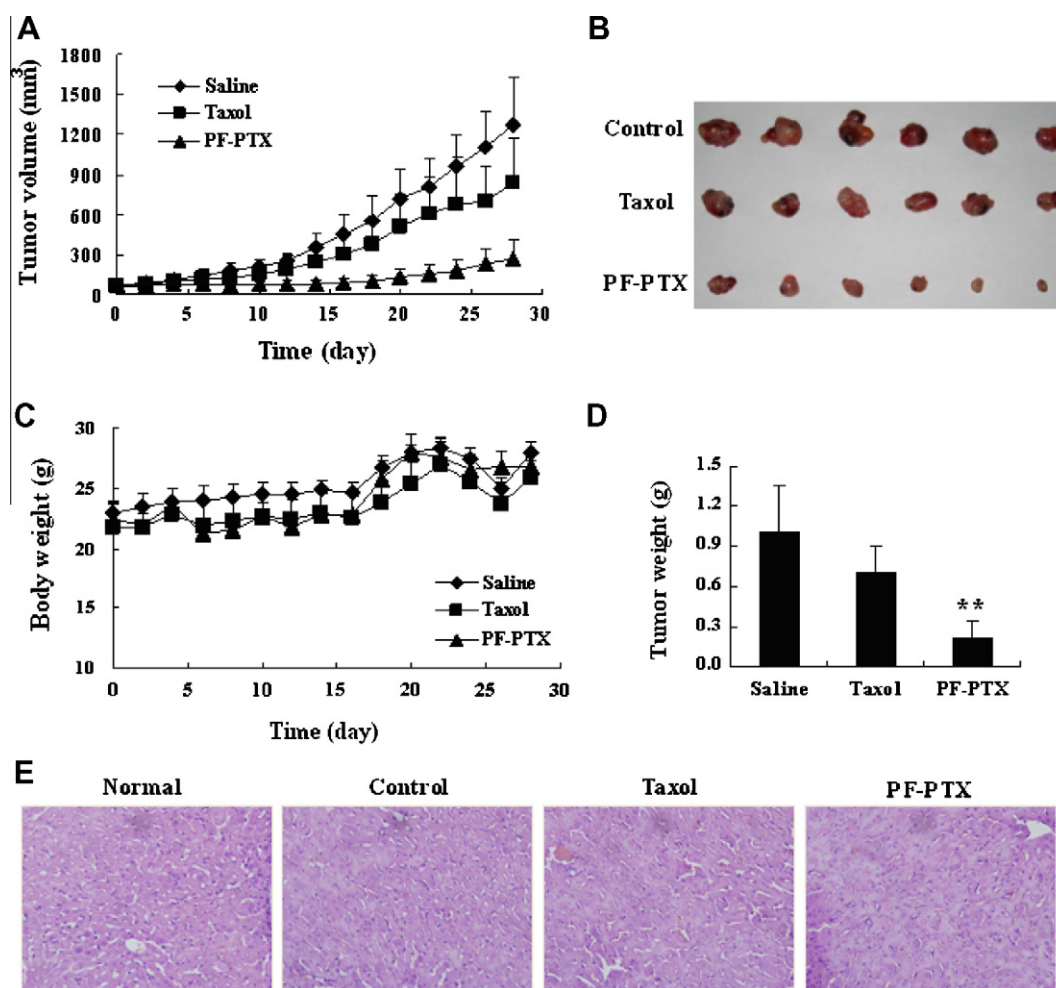 A
Tumor volume (mm3)
1800
1500
1200
900
600
300
0
Saline
Taxol
PF-PTX
0 5 10 15 20 25 30
Time (day)
B
Control
Taxol
PF-PTX
C
Body weight (g)
30
25
20
15
10
Saline
Taxol
PF-PTX
0 5 10 15 20 25 30
Time (day)
D
Tumor weight (g)
1.5
1.2
0.9
0.6
0.3
0.0
**
Saline Taxol PF-PTX
E
Normal Control Taxol PF-PTX